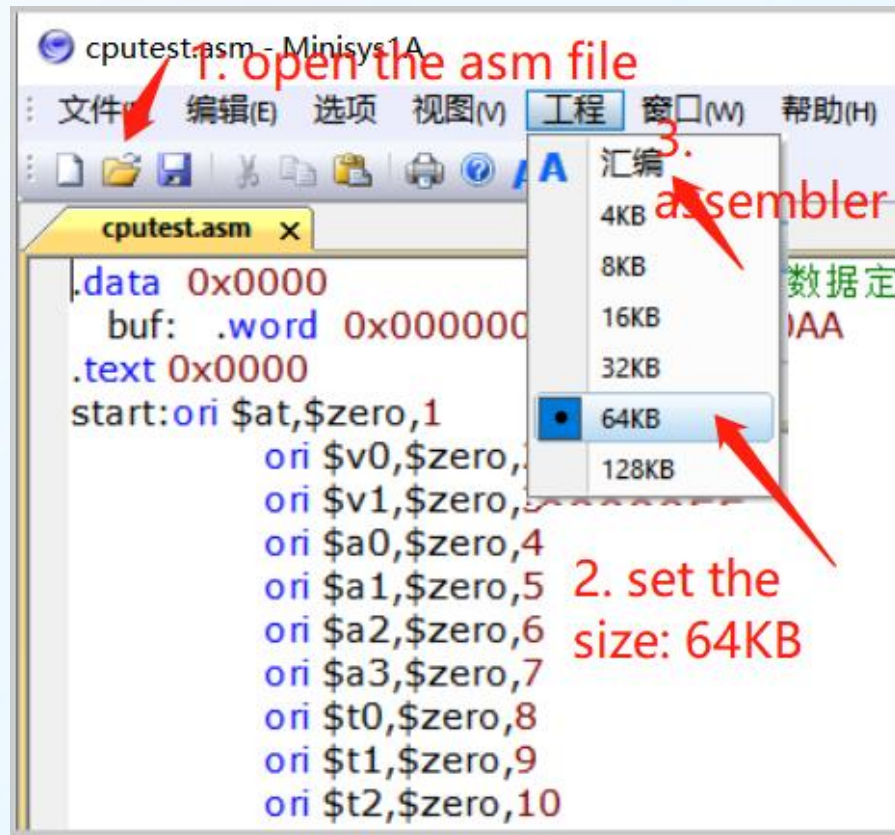 cputest.asm - Minisys1A
1. open the asm file
文件 编辑(E) 选项 视图(V) 工程 窗口(W) 帮助(H)
3.
assembler
A 汇编
4KB
8KB
16KB
32KB
64KB
128KB
cputest.asm x
.data 0x0000 数据定
buf: .word 0x000000 0AA
.text 0x0000
start:ori $at,$zero,1
ori $v0,$zero,
ori $v1,$zero,
ori $a0,$zero,4
ori $a1,$zero,5
ori $a2,$zero,6
ori $a3,$zero,7
ori $t0,$zero,8
ori $t1,$zero,9
ori $t2,$zero,10
2. set the
size: 64KB